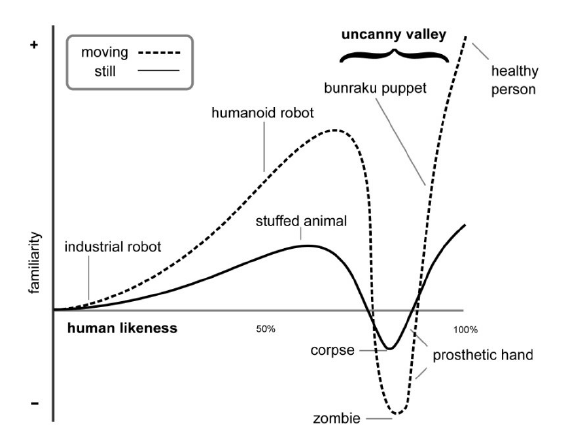 uncanny valley
+
moving
still
healthy
person
bunraku puppet
humanoid robot
stuffed animal
industrial robot
familiarity
human likeness
50%
100%
corpse
prosthetic hand
−
zombie